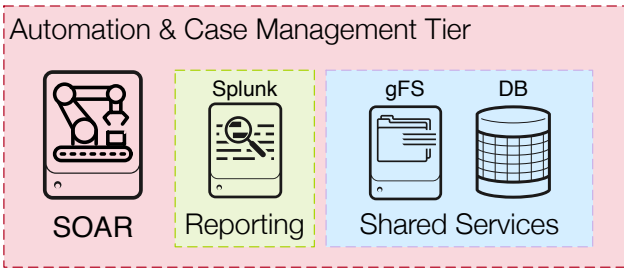 Automation & Case Management Tier
Splunk
gFS
DB
SOAR
Reporting
Shared Services